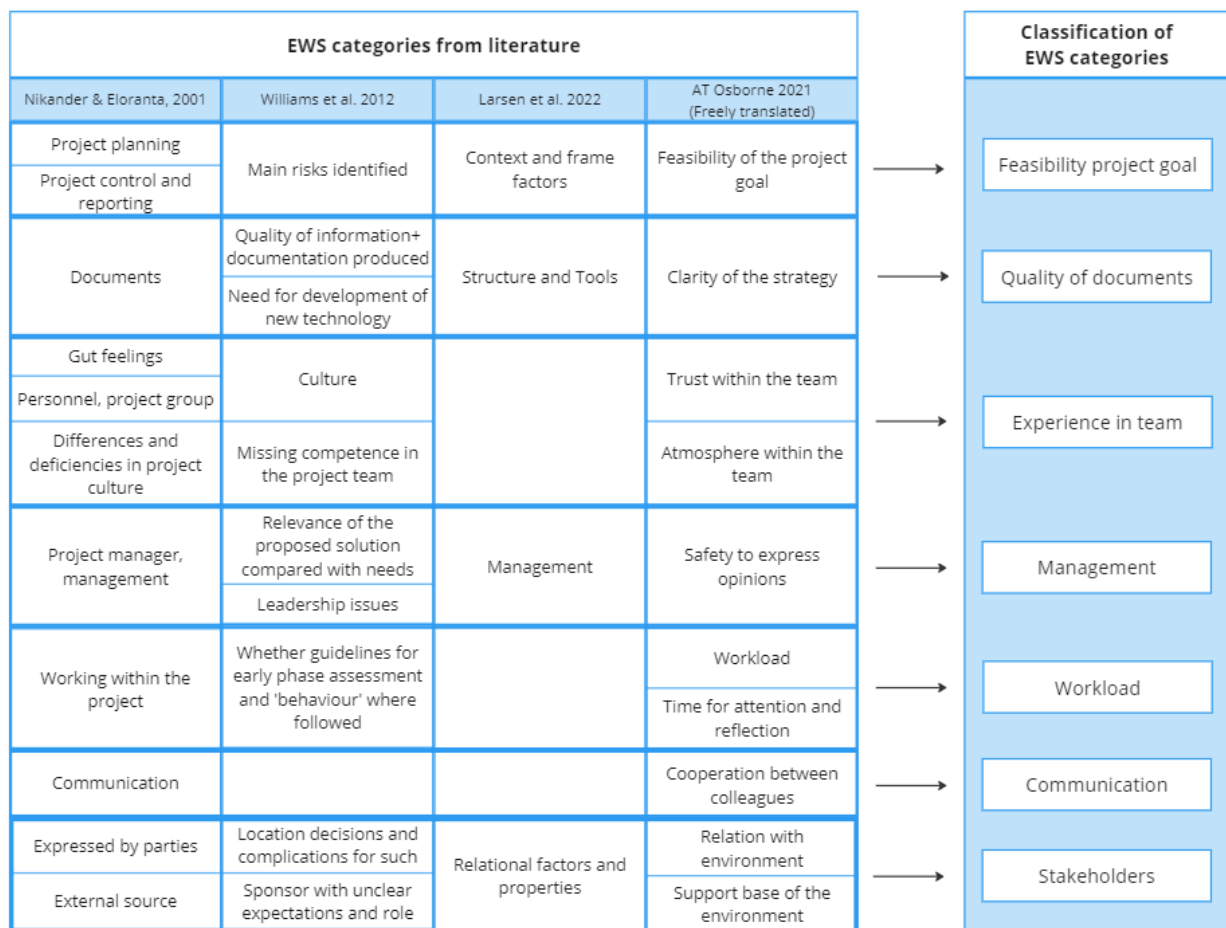 EWS categories from literature
Classification of
EWS categories
Nikander & Eloranta, 2001
Williams et al. 2012
Larsen et al. 2022
AT Osborne 2021
(Freely translated)
Project planning
Project control and
reporting
Main risks identified
Context and frame
factors
Feasibility of the project
goal
Feasibility project goal
Documents
Quality of information+
documentation produced
Need for development of
new technology
Structure and Tools
Clarity of the strategy
Quality of documents
Gut feelings
Personnel, project group
Differences and
deficiencies in project
culture
Culture
Missing competence in
the project team
Trust within the team
Atmosphere within the
team
Experience in team
Project manager,
management
Relevance of the
proposed solution
compared with needs
Leadership issues
Management
Safety to express
opinions
Management
Working within the
project
Whether guidelines for
early phase assessment
and 'behaviour' where
followed
Workload
Time for attention and
reflection
Workload
Communication
Cooperation between
colleagues
Communication
Expressed by parties
External source
Location decisions and
complications for such
Sponsor with unclear
expectations and role
Relational factors and
properties
Relation with
environment
Support base of the
environment
Stakeholders